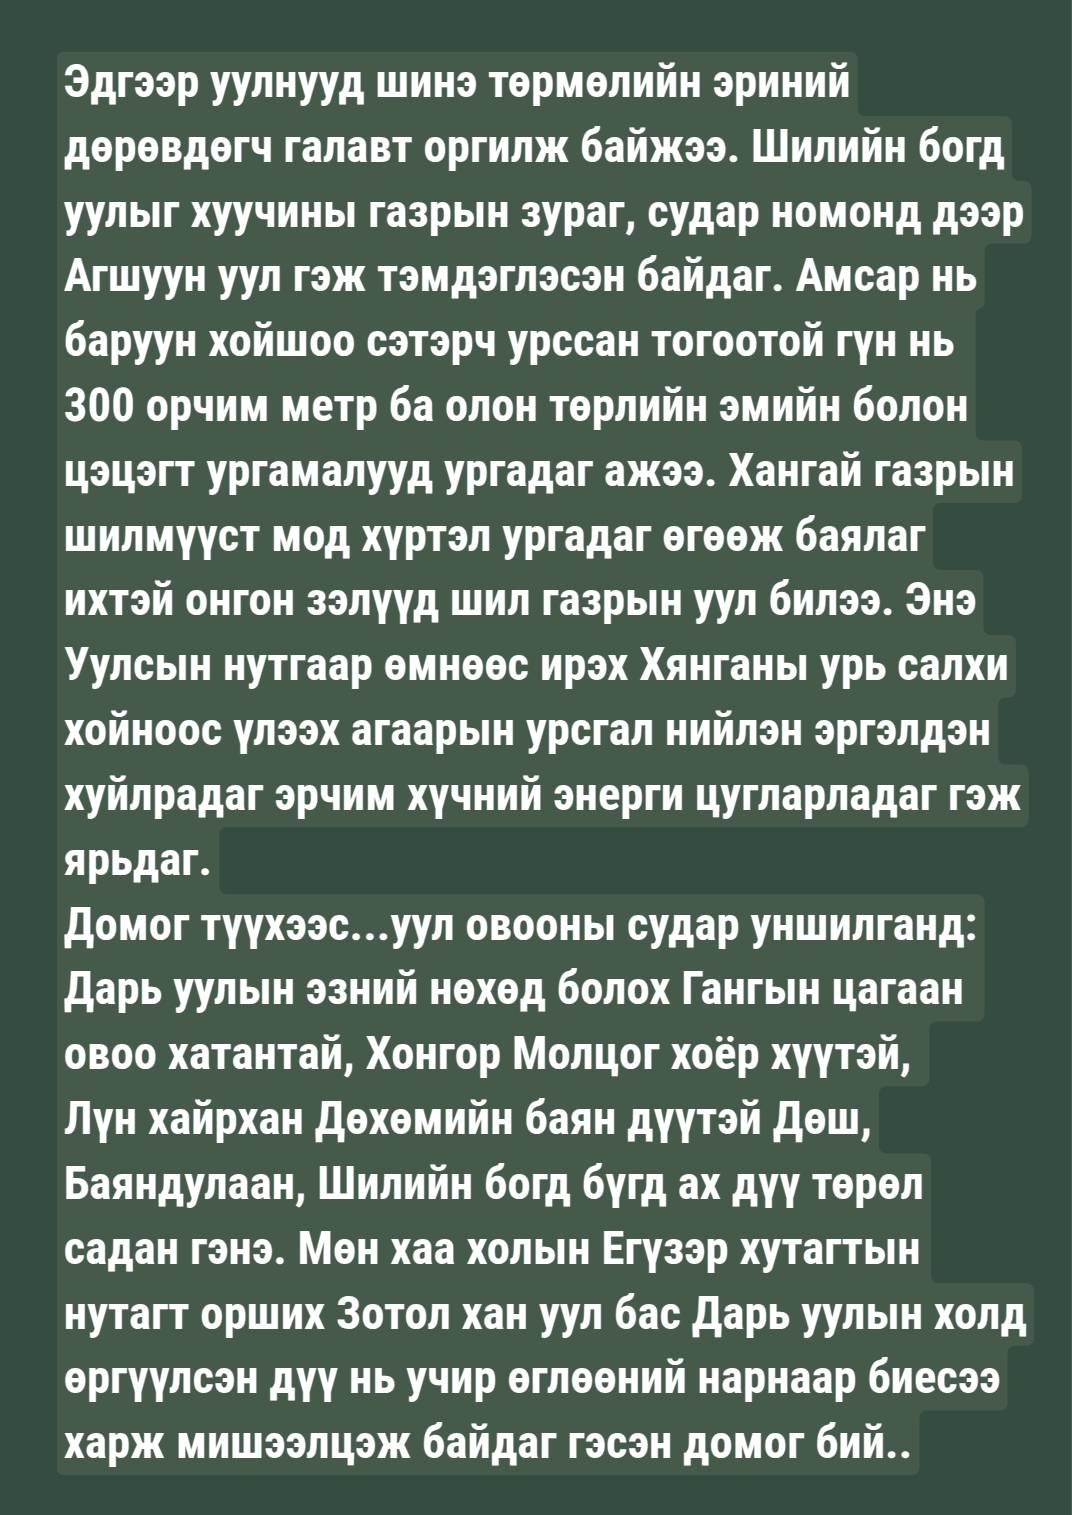 Эдгээр уулнууд шинэ төрмөлийн эриний
дөрөвдөгч галавт оргилж байжээ. Шилийн богд
уулыг хуучины газрын зураг, судар номонд дээр
Агшуун уул гэж тэмдэглэсэн байдаг. Амсар нь
баруун хойшоо сэтэрч урссан тогоотой гүн нь
300 орчим метр ба олон төрлийн эмийн болон
цэцэгт ургамалууд ургадаг ажээ. Хангай газрын
шилмүүст мод хүртэл ургадаг өгөөж баялаг
ихтэй онгон зэлүүд шил газрын уул билээ. Энэ
Уулсын нутгаар өмнөөс ирэх Хянганы урь салхи
хойноос үлээх агаарын урсгал нийлэн эргэлдэн
хуйлрадаг эрчим хүчний энерги цугларладаг гэж
ярьдаг.
Домог түүхээс...уул овооны судар уншилганд:
Дарь уулын эзний нөхөд болох Гангын цагаан
овоо хатантай, Хонгор Молцог хоёр хүүтэй,
Лүн хайрхан Дөхөмийн баян дүүтэй Дөш,
Баяндулаан, Шилийн богд бүгд ах дүү төрөл
садан гэнэ. Мөн хаа холын Егүзэр хутагтын
нутагт орших Зотол хан уул бас Дарь уулын холд
өргүүлсэн дүү нь учир өглөөний нарнаар биесээ
харж мишээлцэж байдаг гэсэн домог бий..